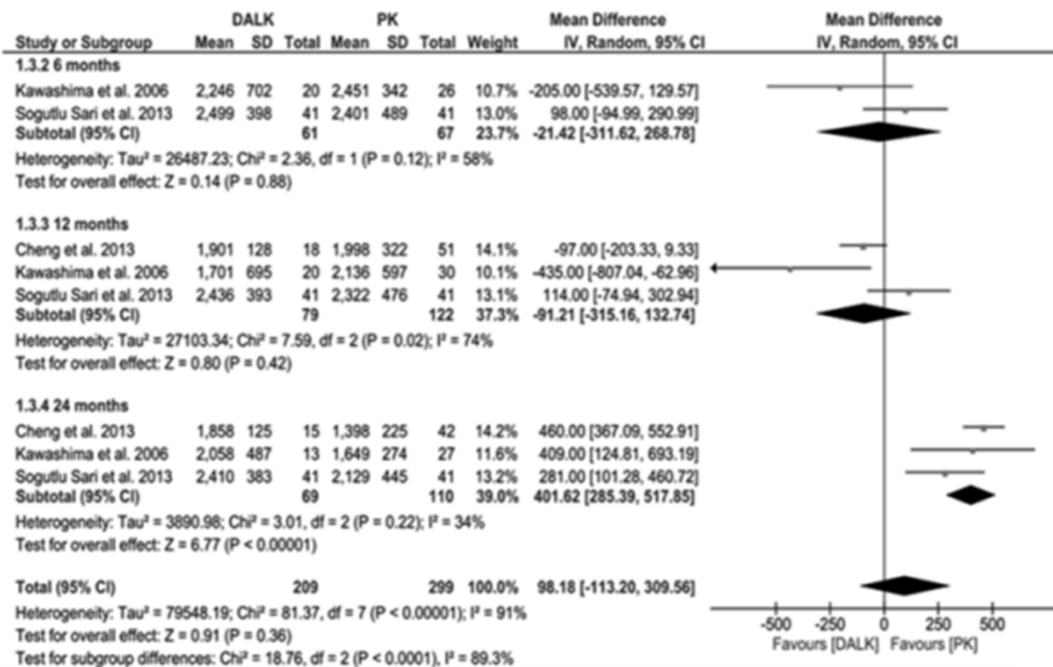 DALK PK Mean Difference Mean Difference
Study or Subgroup Mean SD Total Mean SD Total Weight IV, Random, 95% CI IV, Random, 95% CI
1.3.2 6 months
Kawashima et al. 2006 2,246 702 20 2,451 342 26 10.7% -205.00 [-539.57, 129.57]
Sogutlu Sari et al. 2013 2,499 398 41 2,401 489 41 13.0% 98.00 [-94.99, 290.99]
Subtotal (95% CI) 61 67 23.7% -21.42 [-311.62, 268.78]
Heterogeneity: Tau² = 26487.23; Chi² = 2.36, df = 1 (P = 0.12); I² = 58%
Test for overall effect: Z = 0.14 (P = 0.88)
1.3.3 12 months
Cheng et al. 2013 1,901 128 18 1,998 322 51 14.1% -97.00 [-203.33, 9.33]
Kawashima et al. 2006 1,701 695 20 2,136 597 30 10.1% -435.00 [-807.04, -62.96]
Sogutlu Sari et al. 2013 2,436 393 41 2,322 476 41 13.1% 114.00 [-74.94, 302.94]
Subtotal (95% CI) 79 122 37.3% -91.21 [-315.16, 132.74]
Heterogeneity: Tau² = 27103.34; Chi² = 7.59, df = 2 (P = 0.02); I² = 74%
Test for overall effect: Z = 0.80 (P = 0.42)
1.3.4 24 months
Cheng et al. 2013 1,858 125 15 1,398 225 42 14.2% 460.00 [367.09, 552.91]
Kawashima et al. 2006 2,058 487 13 1,649 274 27 11.6% 409.00 [124.81, 693.19]
Sogutlu Sari et al. 2013 2,410 383 41 2,129 445 41 13.2% 281.00 [101.28, 460.72]
Subtotal (95% CI) 69 110 39.0% 401.62 [285.39, 517.85]
Heterogeneity: Tau² = 3890.98; Chi² = 3.01, df = 2 (P = 0.22); I² = 34%
Test for overall effect: Z = 6.77 (P < 0.00001)
Total (95% CI) 209 299 100.0% 98.18 [-113.20, 309.56]
Heterogeneity: Tau² = 79548.19; Chi² = 81.37, df = 7 (P < 0.00001); I² = 91%
Test for overall effect: Z = 0.91 (P = 0.36)
Test for subgroup differences: Chi² = 18.76, df = 2 (P < 0.0001), I² = 89.3%
-500 -250 0 250 500
Favours [DALK] Favours [PK]